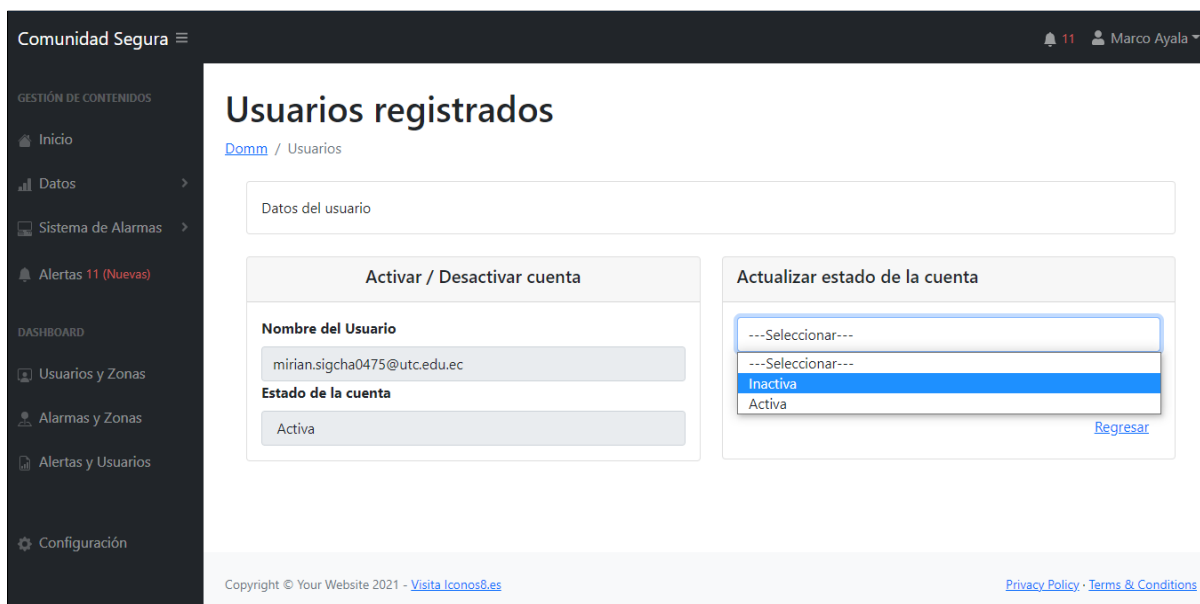 Comunidad Segura
11 Marco Ayala
GESTIÓN DE CONTENIDOS
Inicio
Datos
Sistema de Alarmas
Alertas 11 (Nuevas)
DASHBOARD
Usuarios y Zonas
Alarmas y Zonas
Alertas y Usuarios
Configuración
Usuarios registrados
Domm / Usuarios
Datos del usuario
Activar / Desactivar cuenta
Nombre del Usuario
mirian.sigcha0475@utc.edu.ec
Estado de la cuenta
Activa
Actualizar estado de la cuenta
---Seleccionar---
---Seleccionar---
Inactiva
Activa
Regresar
Copyright © Your Website 2021 - Visita Iconos8.es
Privacy Policy · Terms & Conditions